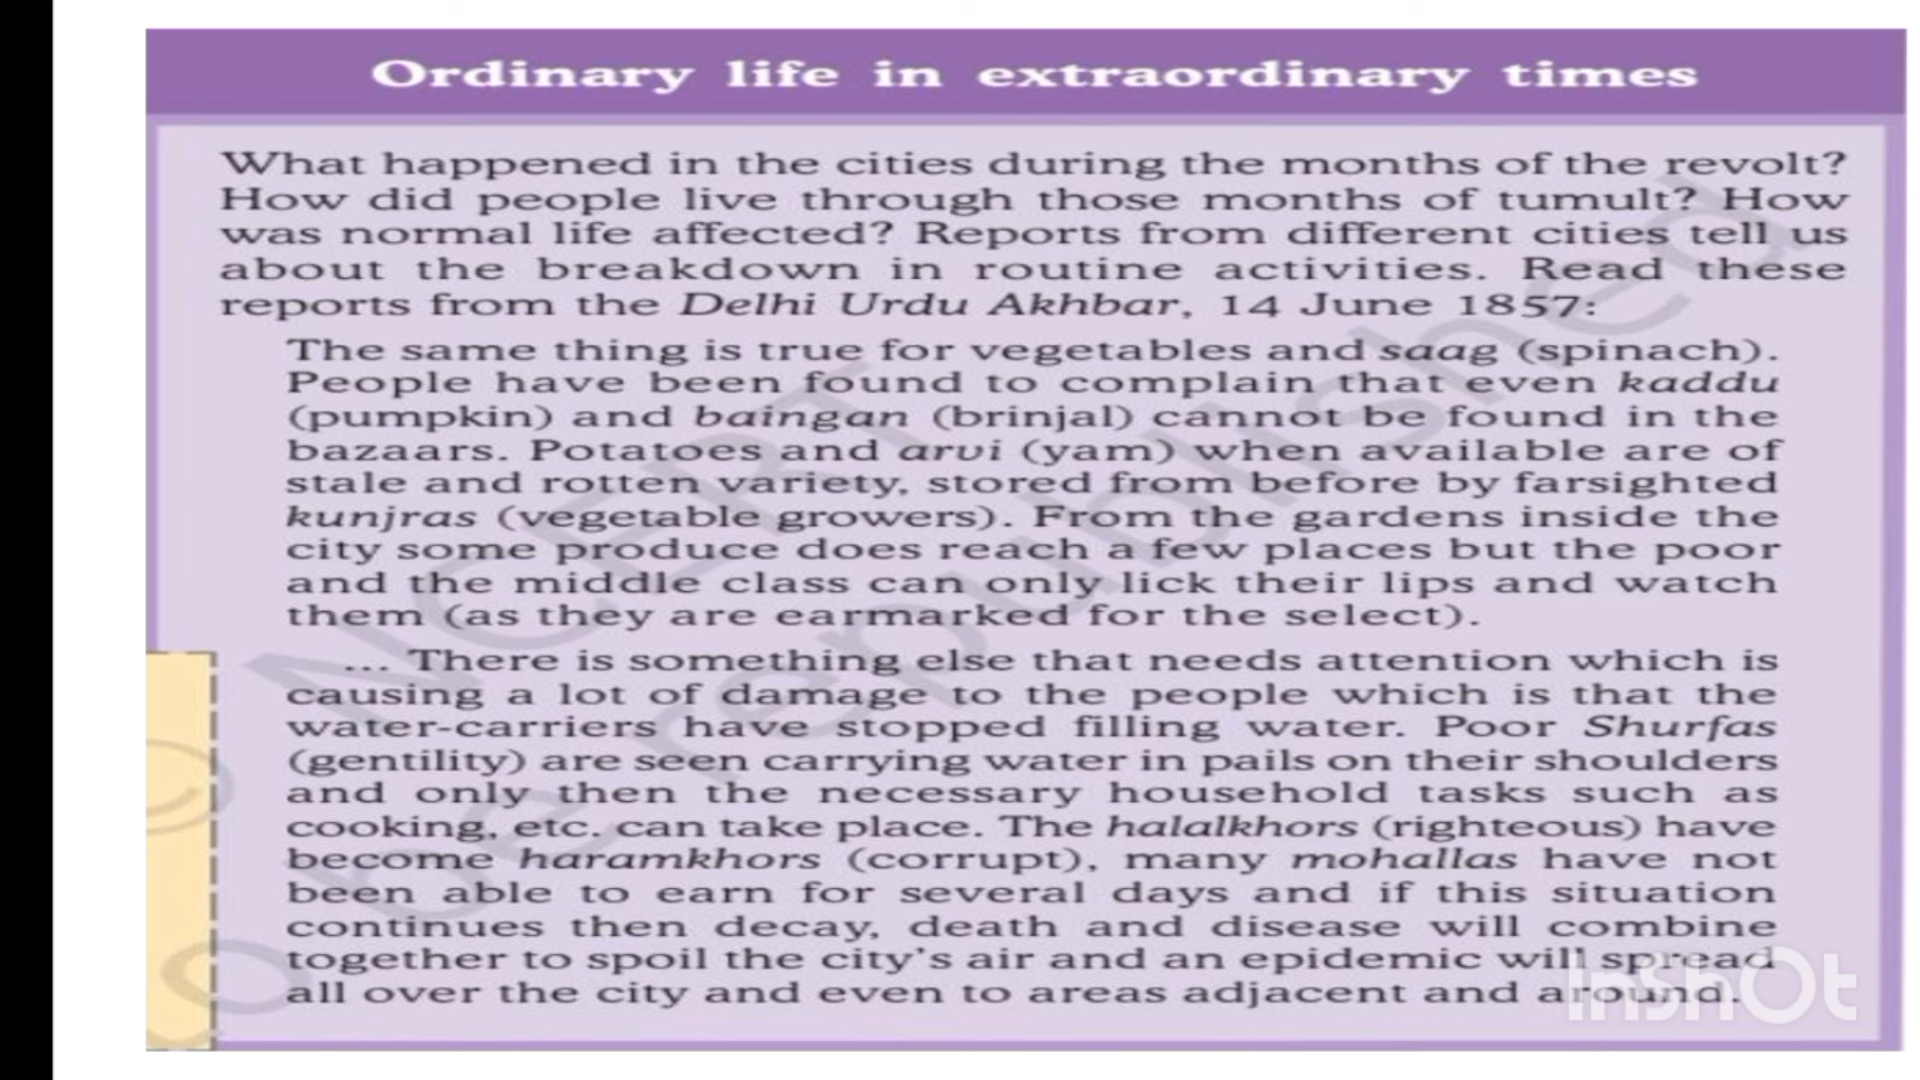 Ordinary life in extraordinary times
What happened in the cities during the months of the revolt?
How did people live through those months of tumult? How
was normal life affected? Reports from different cities tell us
about the breakdown in routine activities. Read these
reports from the Delhi Urdu Akhbar, 14 June 1857:
The same thing is true for vegetables and saag (spinach).
People have been found to complain that even kaddu
(pumpkin) and baingan (brinjal) cannot be found in the
bazaars. Potatoes and arvi (yam) when available are of
stale and rotten variety, stored from before by farsighted
kunjras (vegetable growers). From the gardens inside the
city some produce does reach a few places but the poor
and the middle class can only lick their lips and watch
them (as they are earmarked for the select).
... There is something else that needs attention which is
causing a lot of damage to the people which is that the
water-carriers have stopped filling water. Poor Shurfas
(gentility) are seen carrying water in pails on their shoulders
and only then the necessary household tasks such as
cooking, etc. can take place. The halalkhors (righteous) have
become haramkhors (corrupt), many mohallas have not
been able to earn for several days and if this situation
continues then decay, death and disease will combine
together to spoil the city's air and an epidemic will spread
all over the city and even to areas adjacent and around.
© NCERT
be republished
InShOt